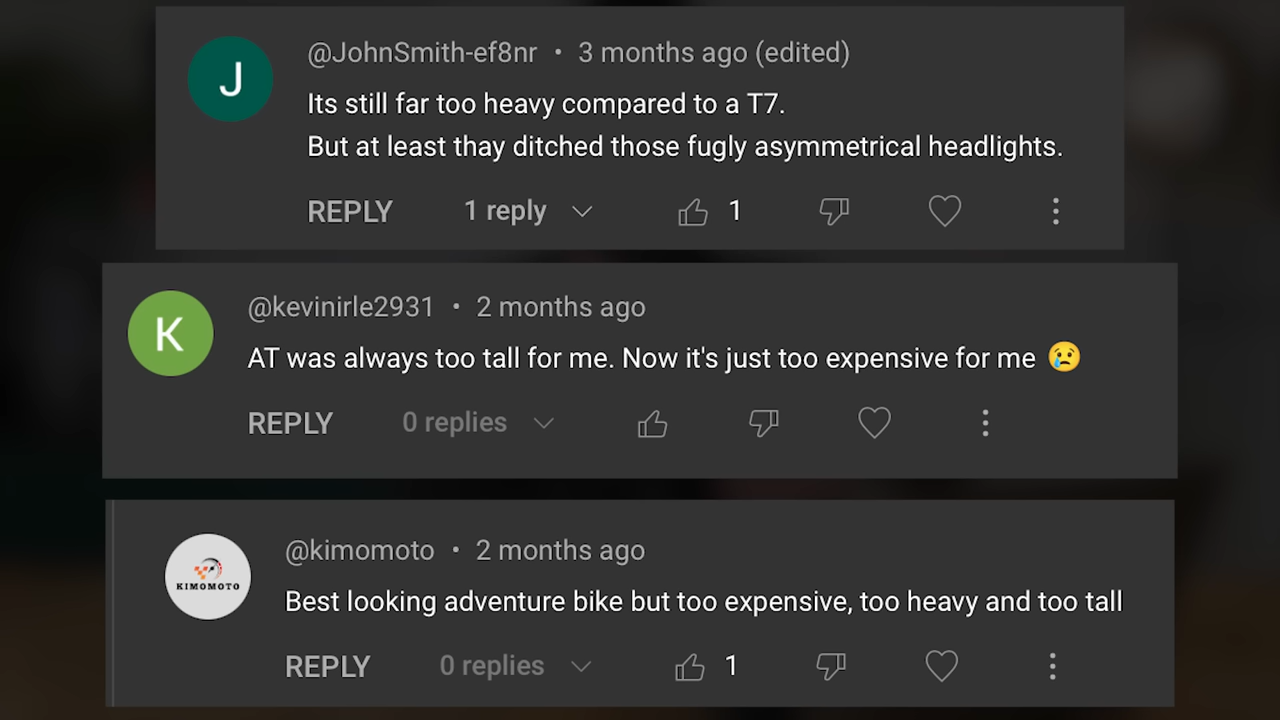 J
@JohnSmith-ef8nr • 3 months ago (edited)
Its still far too heavy compared to a T7.
But at least thay ditched those fugly asymmetrical headlights.
REPLY 1 reply 1
K
@kevinirle2931 • 2 months ago
AT was always too tall for me. Now it's just too expensive for me 😢
REPLY 0 replies
KIMOMOTO
@kimomoto • 2 months ago
Best looking adventure bike but too expensive, too heavy and too tall
REPLY 0 replies 1